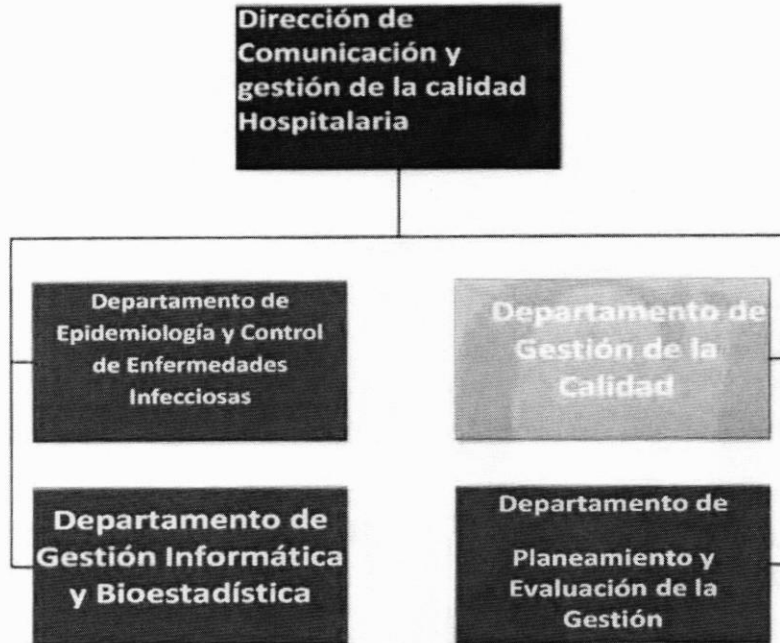 Dirección de
Comunicación y
gestión de la calidad
Hospitalaria
Departamento de
Epidemiología y Control
de Enfermedades
Infecciosas
Departamento de
Gestión de la
Calidad
Departamento de
Gestión Informática
y Bioestadística
Departamento de
Planeamiento y
Evaluación de la
Gestión